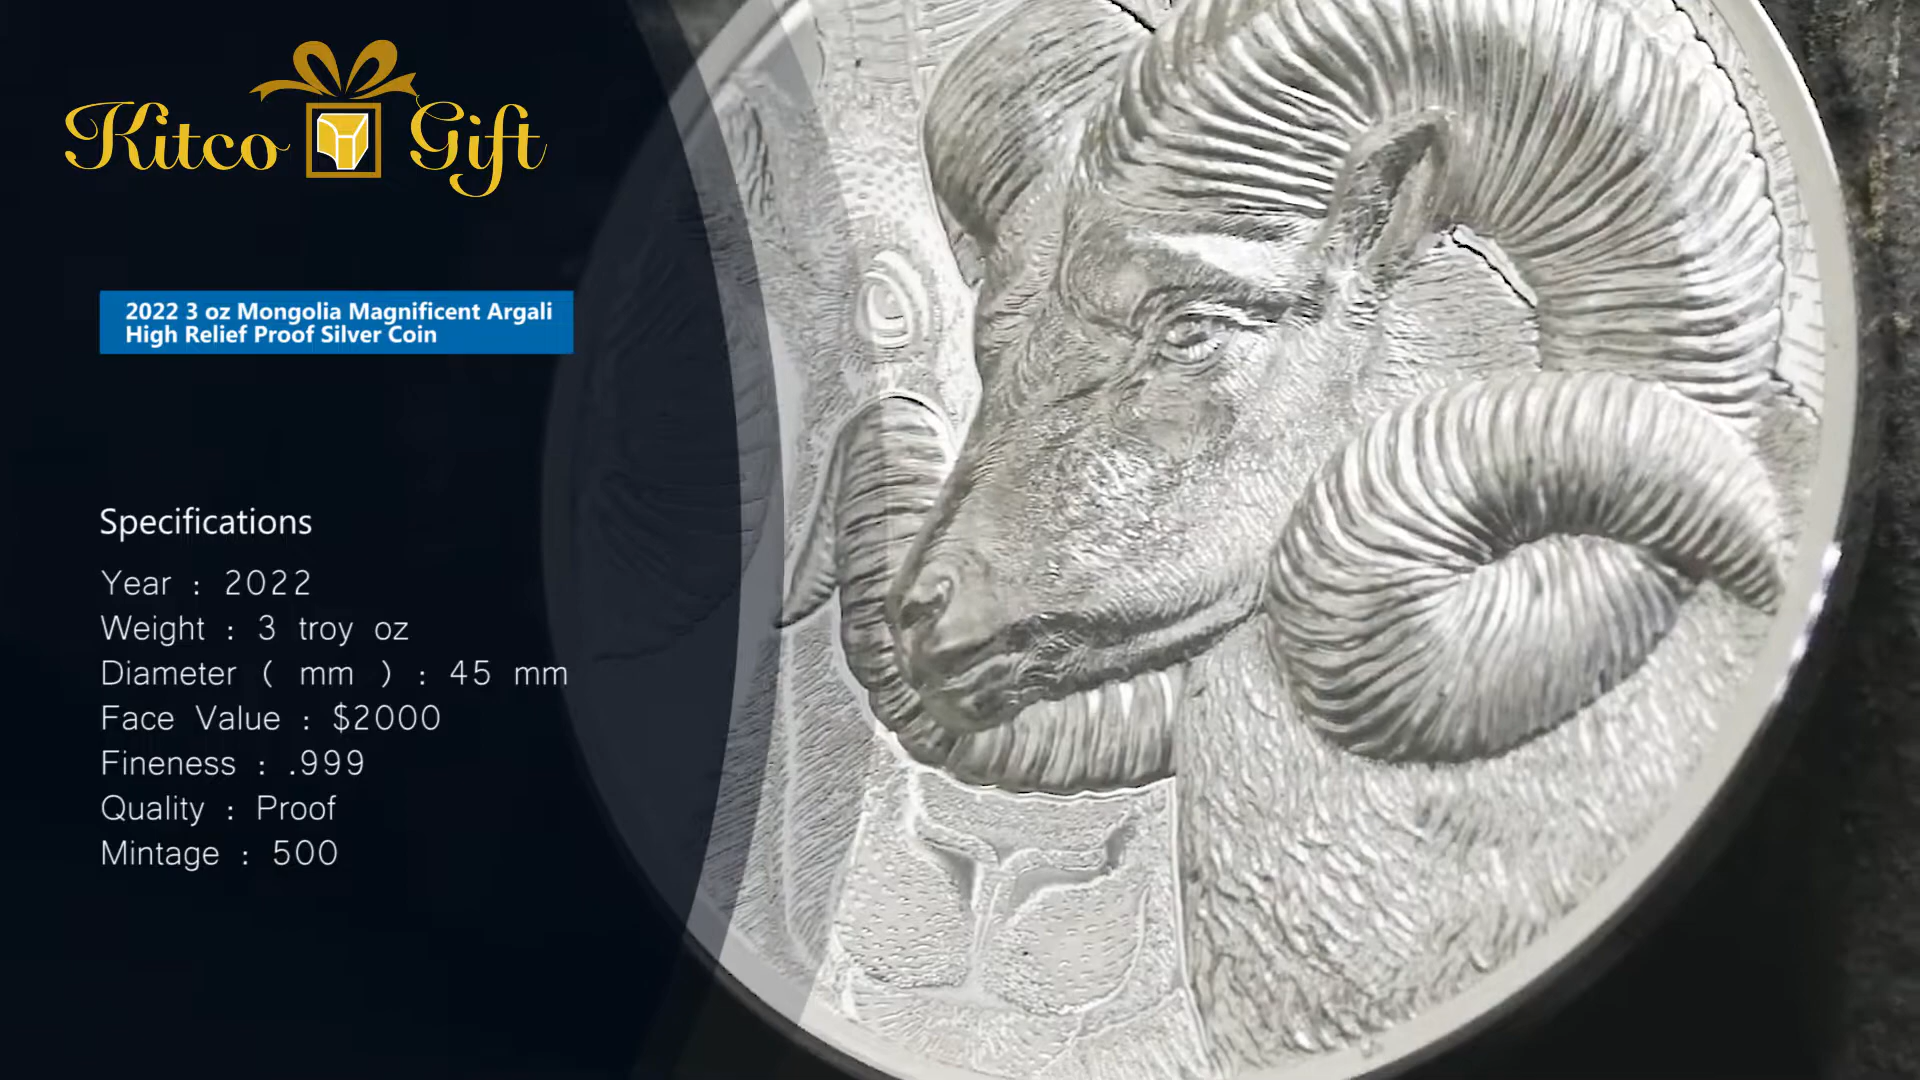 Kitco Gift
2022 3 oz Mongolia Magnificent Argali
High Relief Proof Silver Coin
Specifications
Year : 2022
Weight : 3 troy oz
Diameter ( mm ) : 45 mm
Face Value : $2000
Fineness : .999
Quality : Proof
Mintage : 500